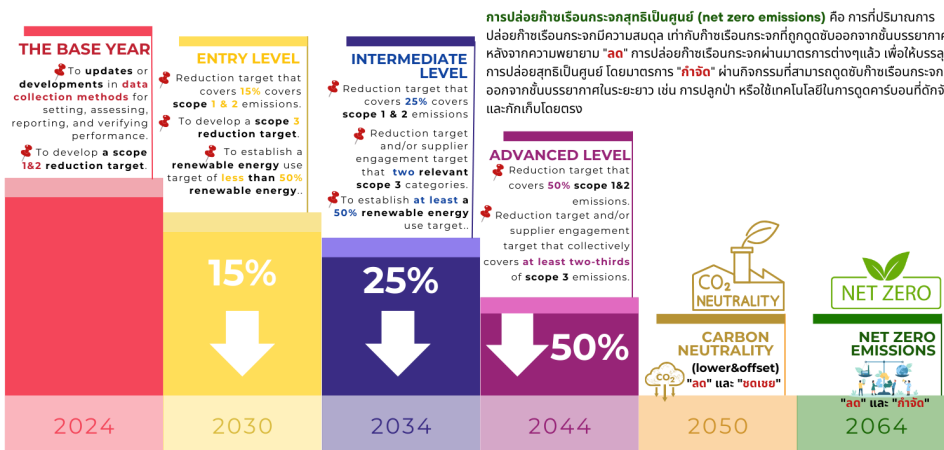 การปล่อยก๊าซเรือนกระจกสุทธิเป็นศูนย์ (net zero emissions) คือ การที่ปริมาณการ
ปล่อยก๊าซเรือนกระจกมีความสมดุล เท่ากับก๊าซเรือนกระจกที่ถูกดูดซับออกจากชั้นบรรยากาศ
หลังจากความพยายาม "ลด" การปล่อยก๊าซเรือนกระจกผ่านมาตรการต่างๆแล้ว เพื่อให้บรรลุ
การปล่อยสุทธิเป็นศูนย์ โดยมาตรการ "กำจัด" ผ่านกิจกรรมที่สามารถดูดซับก๊าซเรือนกระจก
ออกจากชั้นบรรยากาศในระยะยาว เช่น การปลูกป่า หรือใช้เทคโนโลยีในการดูดคาร์บอนที่ดักจับ
และกักเก็บโดยตรง
THE BASE YEAR
To updates or
developments in data
collection methods for
setting, assessing,
reporting, and verifying
performance.
To develop a scope
1&2 reduction target.
2024
ENTRY LEVEL
Reduction target that
covers 15% covers
scope 1 & 2 emissions.
To develop a scope 3
reduction target.
To establish a
renewable energy use
target of less than 50%
renewable energy..
15%
2030
INTERMEDIATE
LEVEL
Reduction target that
covers 25% covers
scope 1 & 2 emissions
Reduction target
and/or supplier
engagement target
that two relevant
scope 3 categories.
To establish at least a
50% renewable energy
use target..
25%
2034
ADVANCED LEVEL
Reduction target that
covers 50% scope 1&2
emissions.
Reduction target and/or
supplier engagement
target that collectively
covers at least two-thirds
of scope 3 emissions.
50%
2044
CO2
NEUTRALITY
CARBON
NEUTRALITY
(lower&offset)
CO2
"ลด" และ "ชดเชย"
2050
NET ZERO
NET ZERO
EMISSIONS
"ลด" และ "กำจัด"
2064